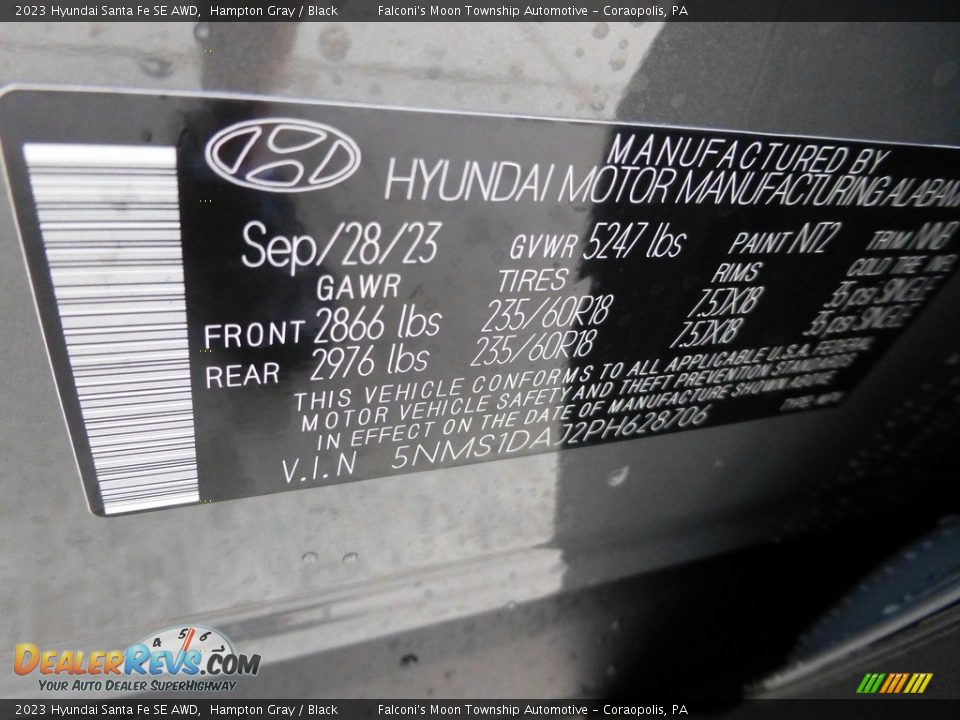 2023 Hyundai Santa Fe SE AWD, Hampton Gray / Black Falconi's Moon Township Automotive - Coraopolis, PA
MANUFACTURED BY
HYUNDAI MOTOR MANUFACTURING ALABAMA
Sep/28/23 GVWR 5247 lbs PAINT NT2 TRIM NNB
GAWR TIRES RIMS COLD TIRE
FRONT 2866 lbs 235/60R18 7.5JX18 35 psi SINGLE
REAR 2976 lbs 235/60R18 7.5JX18 35 psi SINGLE
THIS VEHICLE CONFORMS TO ALL APPLICABLE U.S.A. FEDERAL
MOTOR VEHICLE SAFETY AND THEFT PREVENTION STANDARDS
IN EFFECT ON THE DATE OF MANUFACTURE SHOWN ABOVE
V.I.N 5NMS1DAJ2PH628706 TYPE: MPV
4 5 6
DealerRevs.com
Your Auto Dealer SuperHighway
2023 Hyundai Santa Fe SE AWD, Hampton Gray / Black Falconi's Moon Township Automotive - Coraopolis, PA